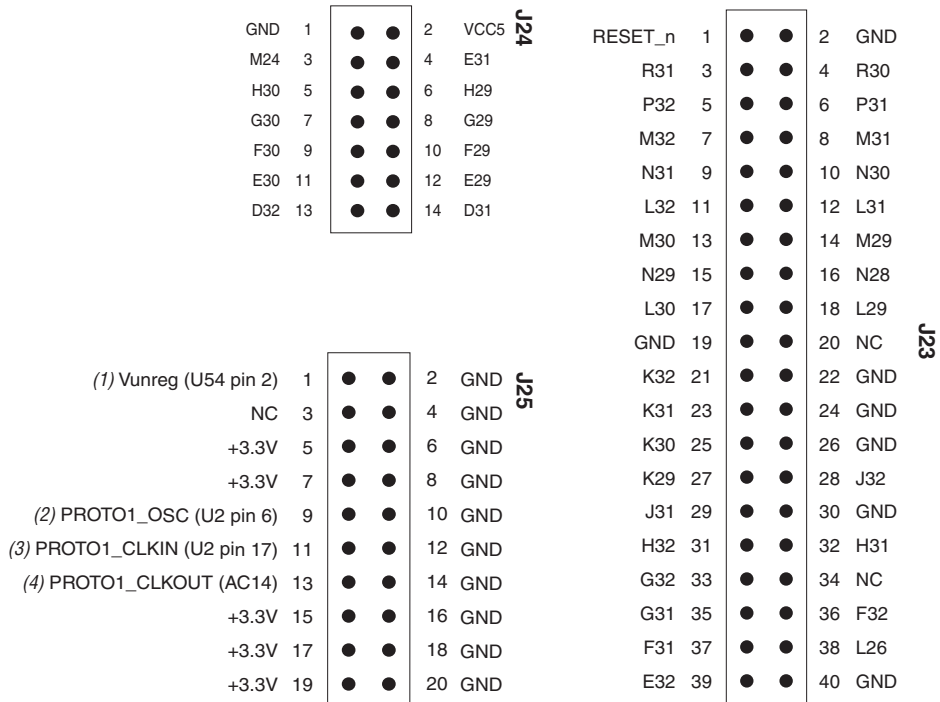 J24
GND 1 2 VCC5
M24 3 4 E31
H30 5 6 H29
G30 7 8 G29
F30 9 10 F29
E30 11 12 E29
D32 13 14 D31
J25
(1) Vunreg (U54 pin 2) 1 2 GND
NC 3 4 GND
+3.3V 5 6 GND
+3.3V 7 8 GND
(2) PROTO1_OSC (U2 pin 6) 9 10 GND
(3) PROTO1_CLKIN (U2 pin 17) 11 12 GND
(4) PROTO1_CLKOUT (AC14) 13 14 GND
+3.3V 15 16 GND
+3.3V 17 18 GND
+3.3V 19 20 GND
J23
RESET_n 1 2 GND
R31 3 4 R30
P32 5 6 P31
M32 7 8 M31
N31 9 10 N30
L32 11 12 L31
M30 13 14 M29
N29 15 16 N28
L30 17 18 L29
GND 19 20 NC
K32 21 22 GND
K31 23 24 GND
K30 25 26 GND
K29 27 28 J32
J31 29 30 GND
H32 31 32 H31
G32 33 34 NC
G31 35 36 F32
F31 37 38 L26
E32 39 40 GND